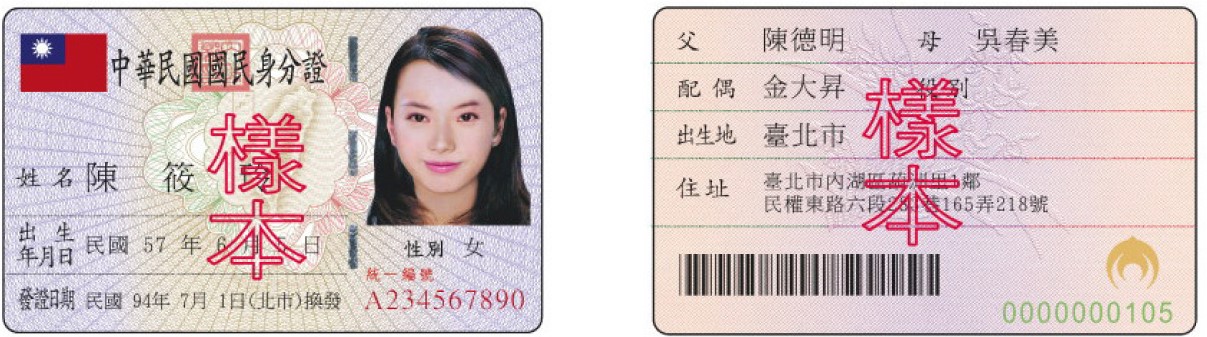 中華民國國民身分證
姓名 陳 筱
出生年月日 民國 57 年 6 月 5 日
性別 女
發證日期 民國 94年 7月 1日(北市)換發
統一編號
A234567890
樣本
父 陳德明 母 吳春美
配偶 金大昇 役別
出生地 臺北市
住址 臺北市內湖區 里1鄰
民權東路六段 巷165弄218號
樣本
0000000105